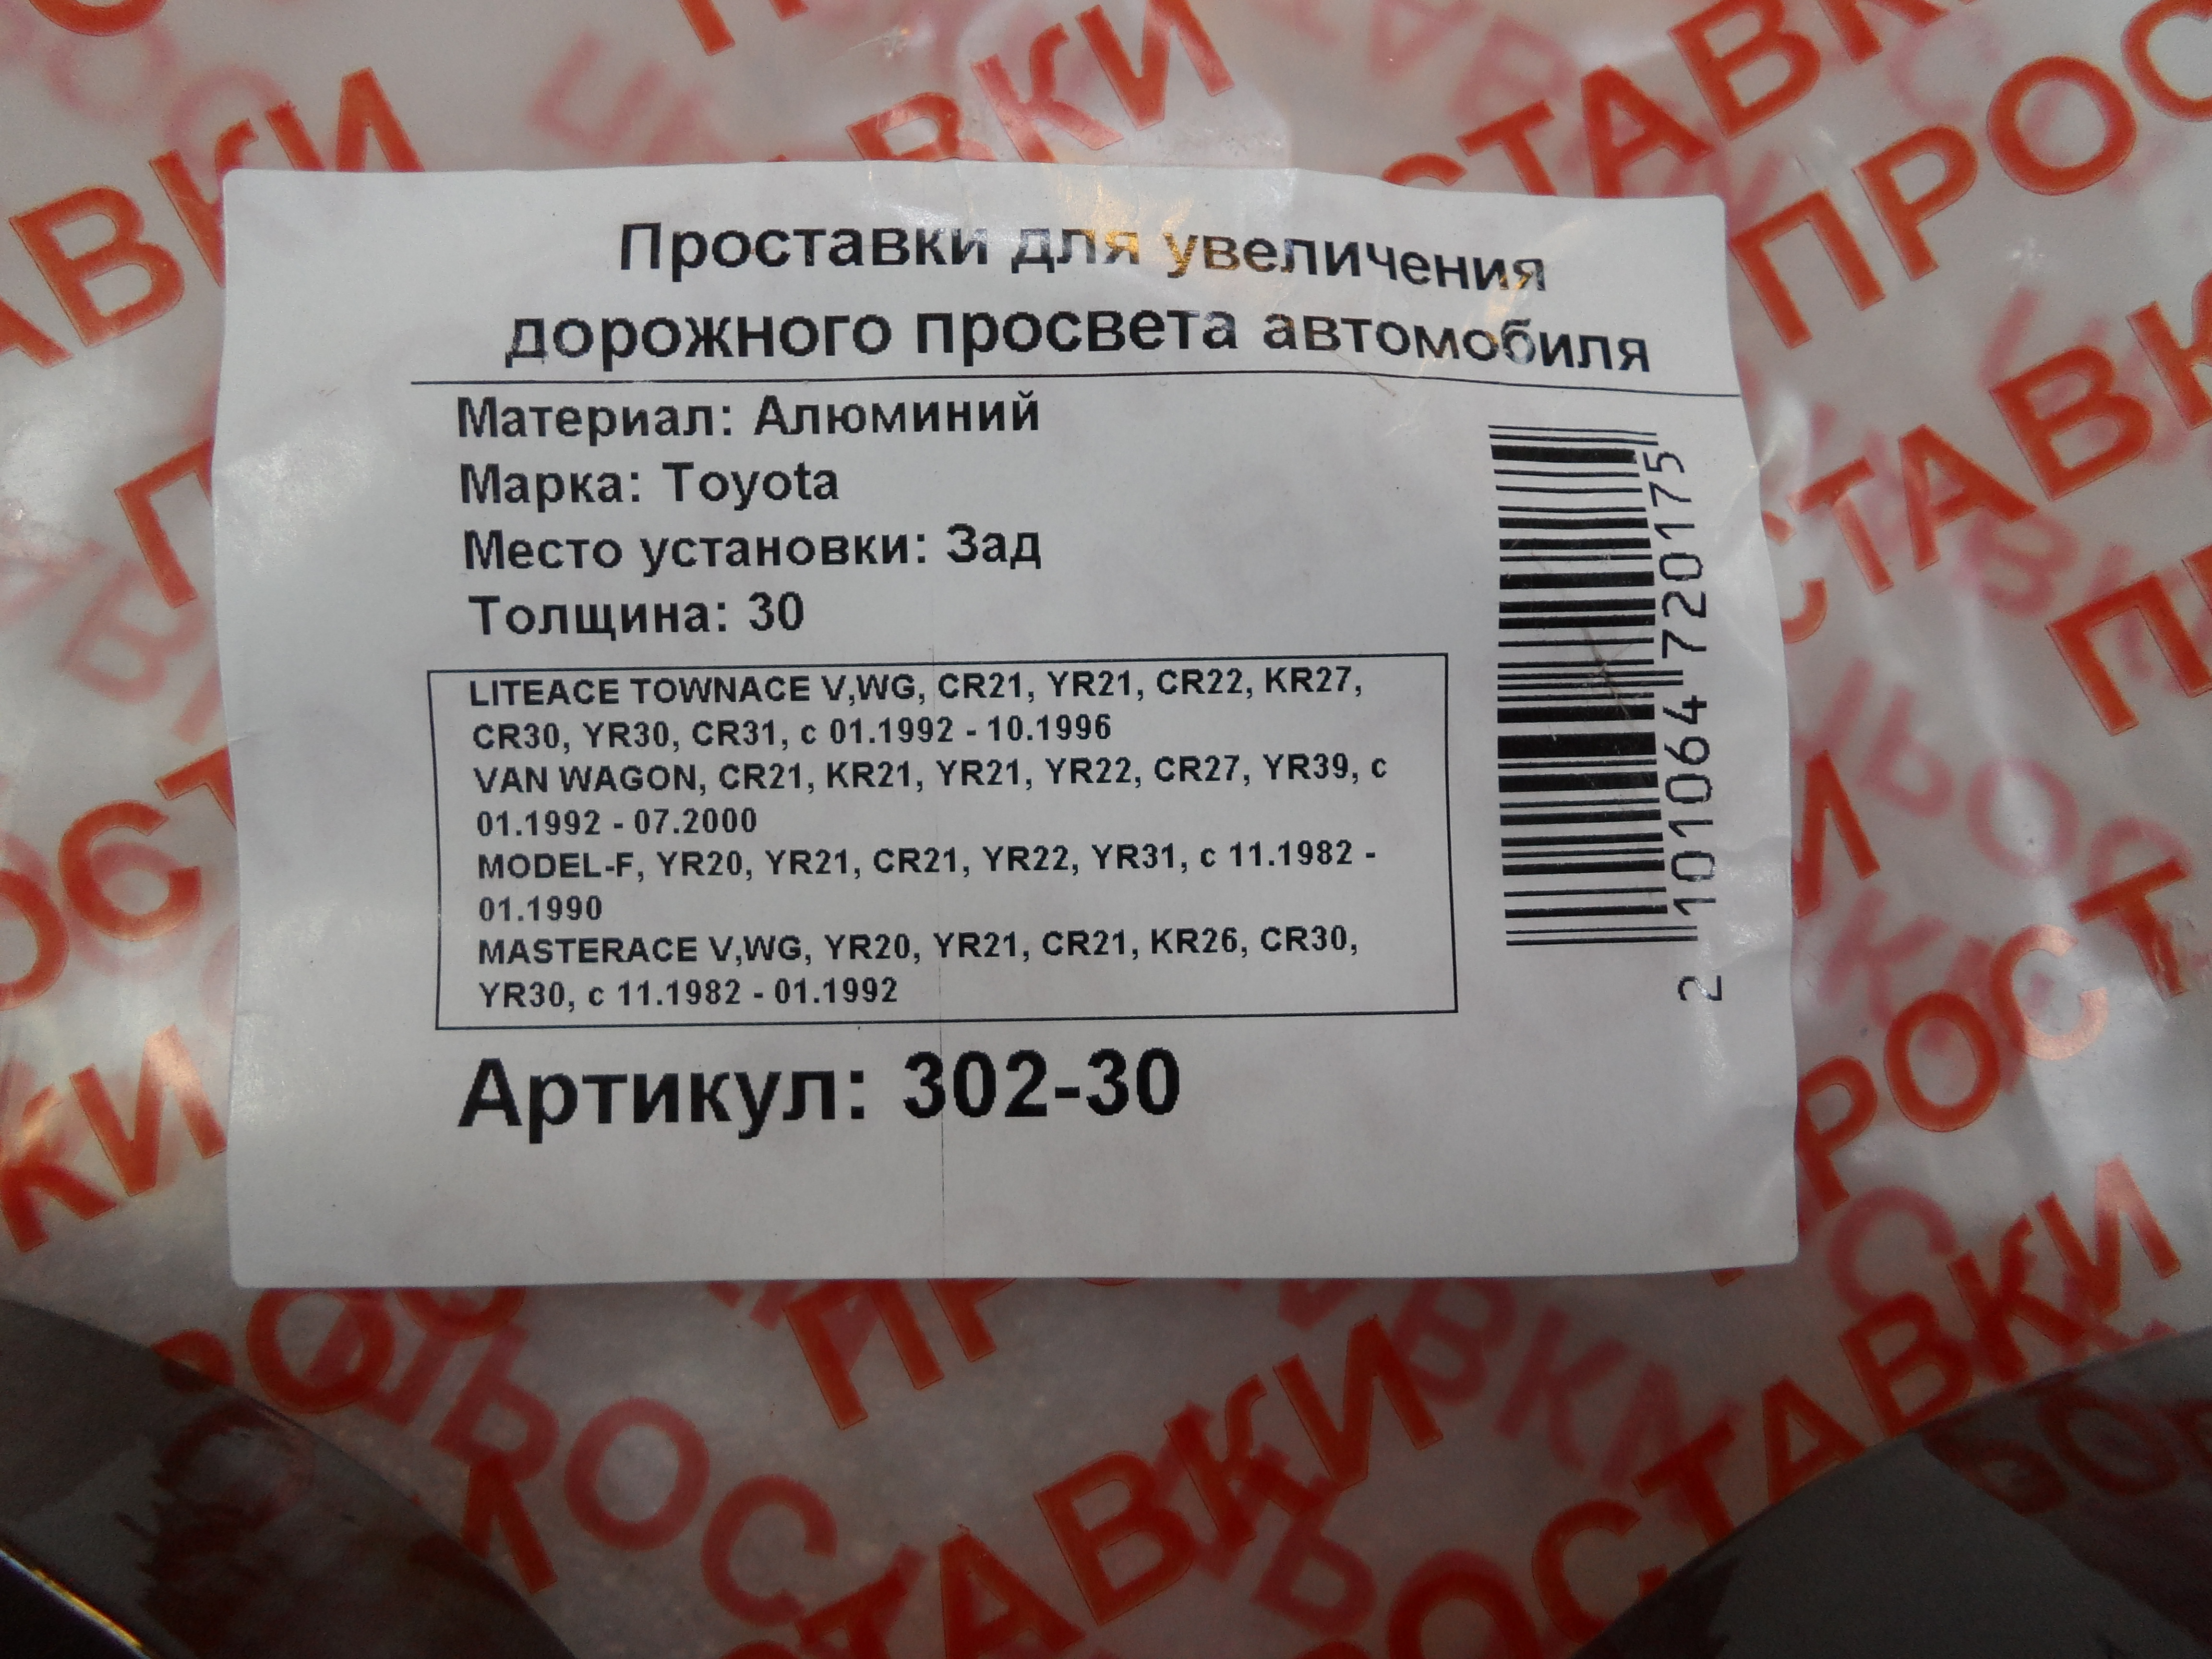 Проставки для увеличения
дорожного просвета автомобиля
Материал: Алюминий
Марка: Toyota
Место установки: Зад
Толщина: 30
LITEACE TOWNACE V,WG, CR21, YR21, CR22, KR27,
CR30, YR30, CR31, с 01.1992 - 10.1996
VAN WAGON, CR21, KR21, YR21, YR22, CR27, YR39, с
01.1992 - 07.2000
MODEL-F, YR20, YR21, CR21, YR22, YR31, с 11.1982 -
01.1990
MASTERACE V,WG, YR20, YR21, CR21, KR26, CR30,
YR30, с 11.1982 - 01.1992
Артикул: 302-30
2 101064 720175